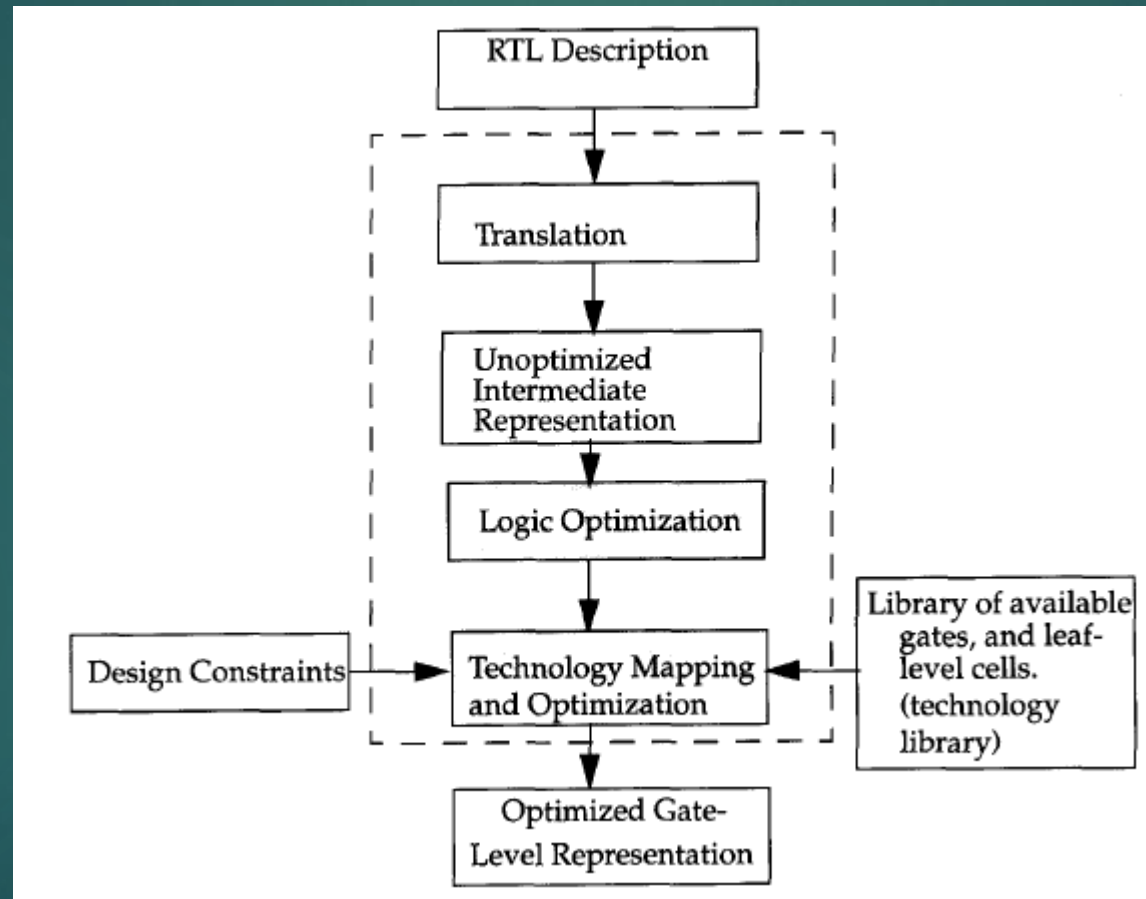 RTL Description
Translation
Unoptimized
Intermediate
Representation
Logic Optimization
Design Constraints
Technology Mapping
and Optimization
Library of available
gates, and leaf-
level cells.
(technology
library)
Optimized Gate-
Level Representation